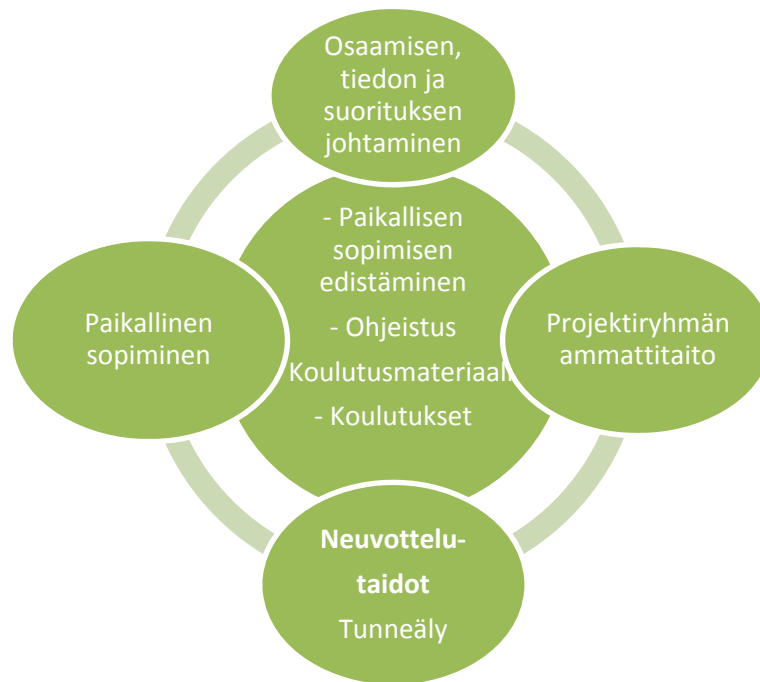 Osaamisen,
tiedon ja
suorituksen
johtaminen
- Paikallisen
sopimisen
edistäminen
- Ohjeistus
Koulutusmateriaali
- Koulutukset
Paikallinen
sopiminen
Projektiryhmän
ammattitaito
Neuvottelu-
taidot
Tunneäly